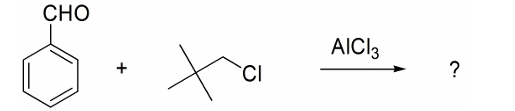 CHO
AlCl₃
+ Cl ?